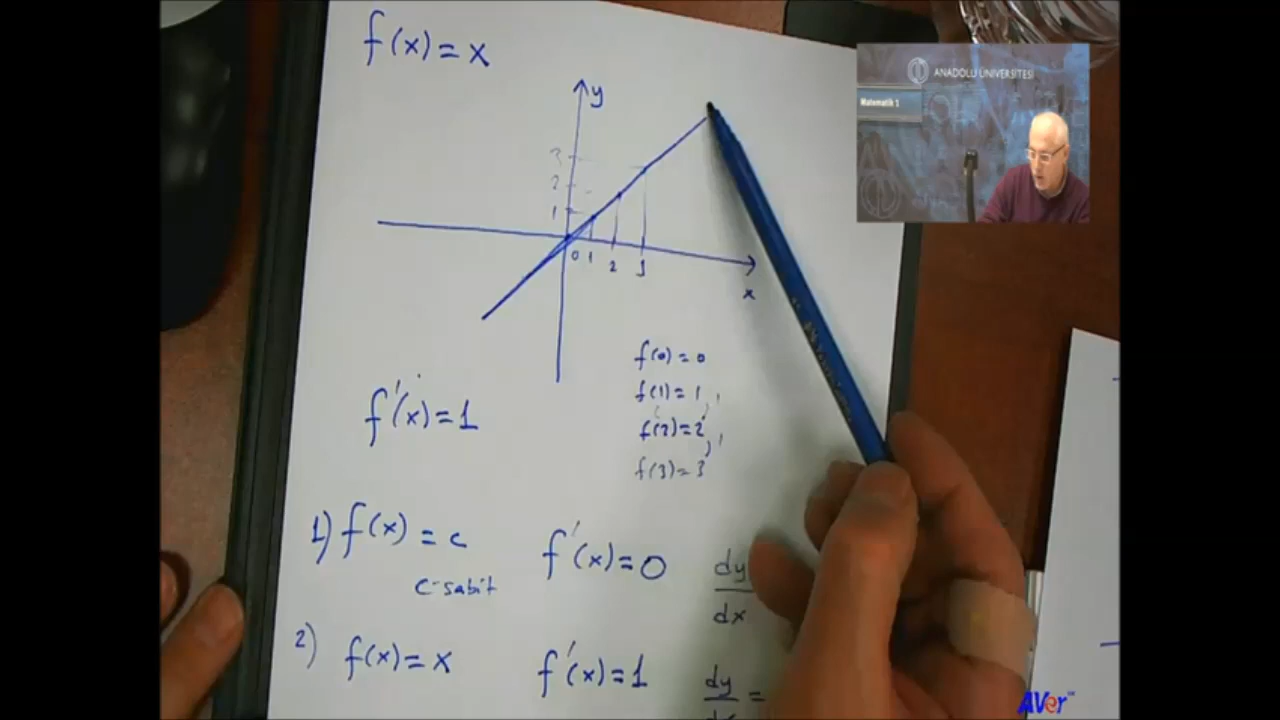 f(x) = x
ANADOLU ÜNİVERSİTESİ
Matematik 1
y
3
2
1
0 1 2 3
x
f(0) = 0
f(1) = 1
f(2) = 2
f(3) = 3
f'(x) = 1
1) f(x) = c f'(x) = 0 dy/dx
c-sabit
2) f(x) = x f'(x) = 1 dy/dx =
AVer